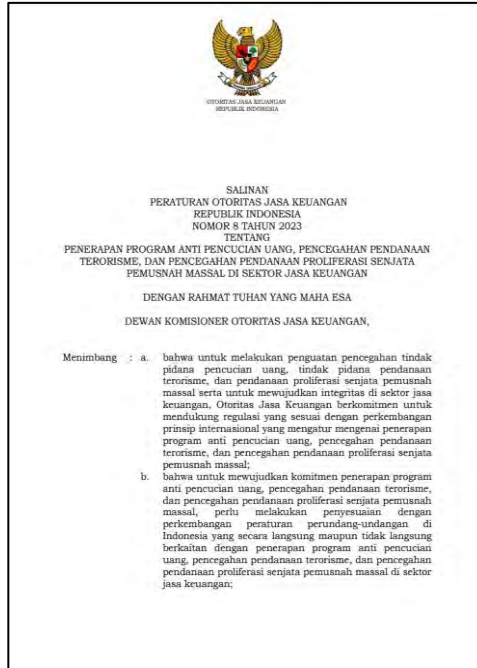 OTORITAS JASA KEUANGAN
REPUBLIK INDONESIA
SALINAN
PERATURAN OTORITAS JASA KEUANGAN
REPUBLIK INDONESIA
NOMOR 8 TAHUN 2023
TENTANG
PENERAPAN PROGRAM ANTI PENCUCIAN UANG, PENCEGAHAN PENDANAAN
TERORISME, DAN PENCEGAHAN PENDANAAN PROLIFERASI SENJATA
PEMUSNAH MASSAL DI SEKTOR JASA KEUANGAN
DENGAN RAHMAT TUHAN YANG MAHA ESA
DEWAN KOMISIONER OTORITAS JASA KEUANGAN,
Menimbang : a. bahwa untuk melakukan penguatan pencegahan tindak
pidana pencucian uang, tindak pidana pendanaan
terorisme, dan pendanaan proliferasi senjata pemusnah
massal serta untuk mewujudkan integritas di sektor jasa
keuangan, Otoritas Jasa Keuangan berkomitmen untuk
mendukung regulasi yang sesuai dengan perkembangan
prinsip internasional yang mengatur mengenai penerapan
program anti pencucian uang, pencegahan pendanaan
terorisme, dan pencegahan pendanaan proliferasi senjata
pemusnah massal;
b. bahwa untuk mewujudkan komitmen penerapan program
anti pencucian uang, pencegahan pendanaan terorisme,
dan pencegahan pendanaan proliferasi senjata pemusnah
massal, perlu melakukan penyesuaian dengan
perkembangan peraturan perundang-undangan di
Indonesia yang secara langsung maupun tidak langsung
berkaitan dengan penerapan program anti pencucian
uang, pencegahan pendanaan terorisme, dan pencegahan
pendanaan proliferasi senjata pemusnah massal di sektor
jasa keuangan;